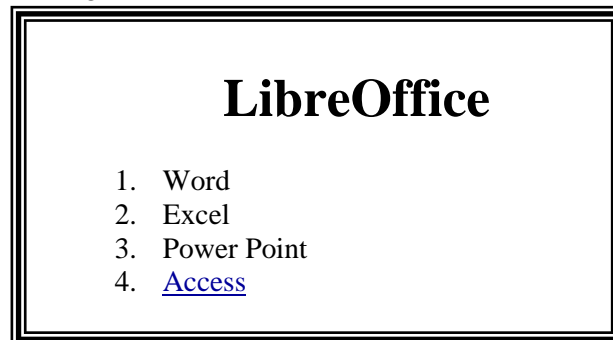 LibreOffice
1. Word
2. Excel
3. Power Point
4. Access